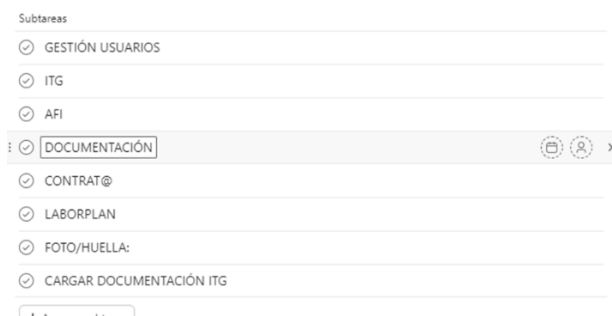 Subtareas
GESTIÓN USUARIOS
ITG
AFI
DOCUMENTACIÓN
CONTRAT@
LABORPLAN
FOTO/HUELLA:
CARGAR DOCUMENTACIÓN ITG